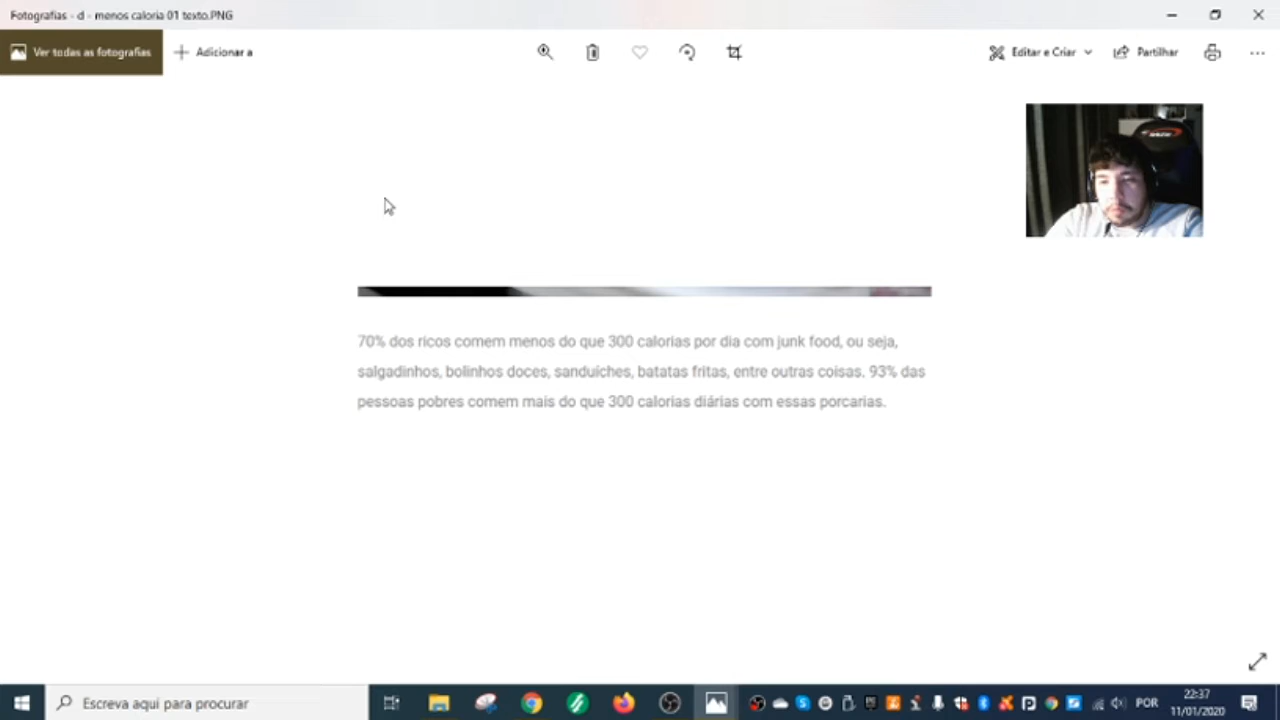 Fotografias - d - menos caloria 01 texto.PNG
Ver todas as fotografias
Adicionar a
Editar e Criar
Partilhar
70% dos ricos comem menos do que 300 calorias por dia com junk food, ou seja,
salgadinhos, bolinhos doces, sanduíches, batatas fritas, entre outras coisas. 93% das
pessoas pobres comem mais do que 300 calorias diárias com essas porcarias.
Escreva aqui para procurar
POR
22:37
11/01/2020